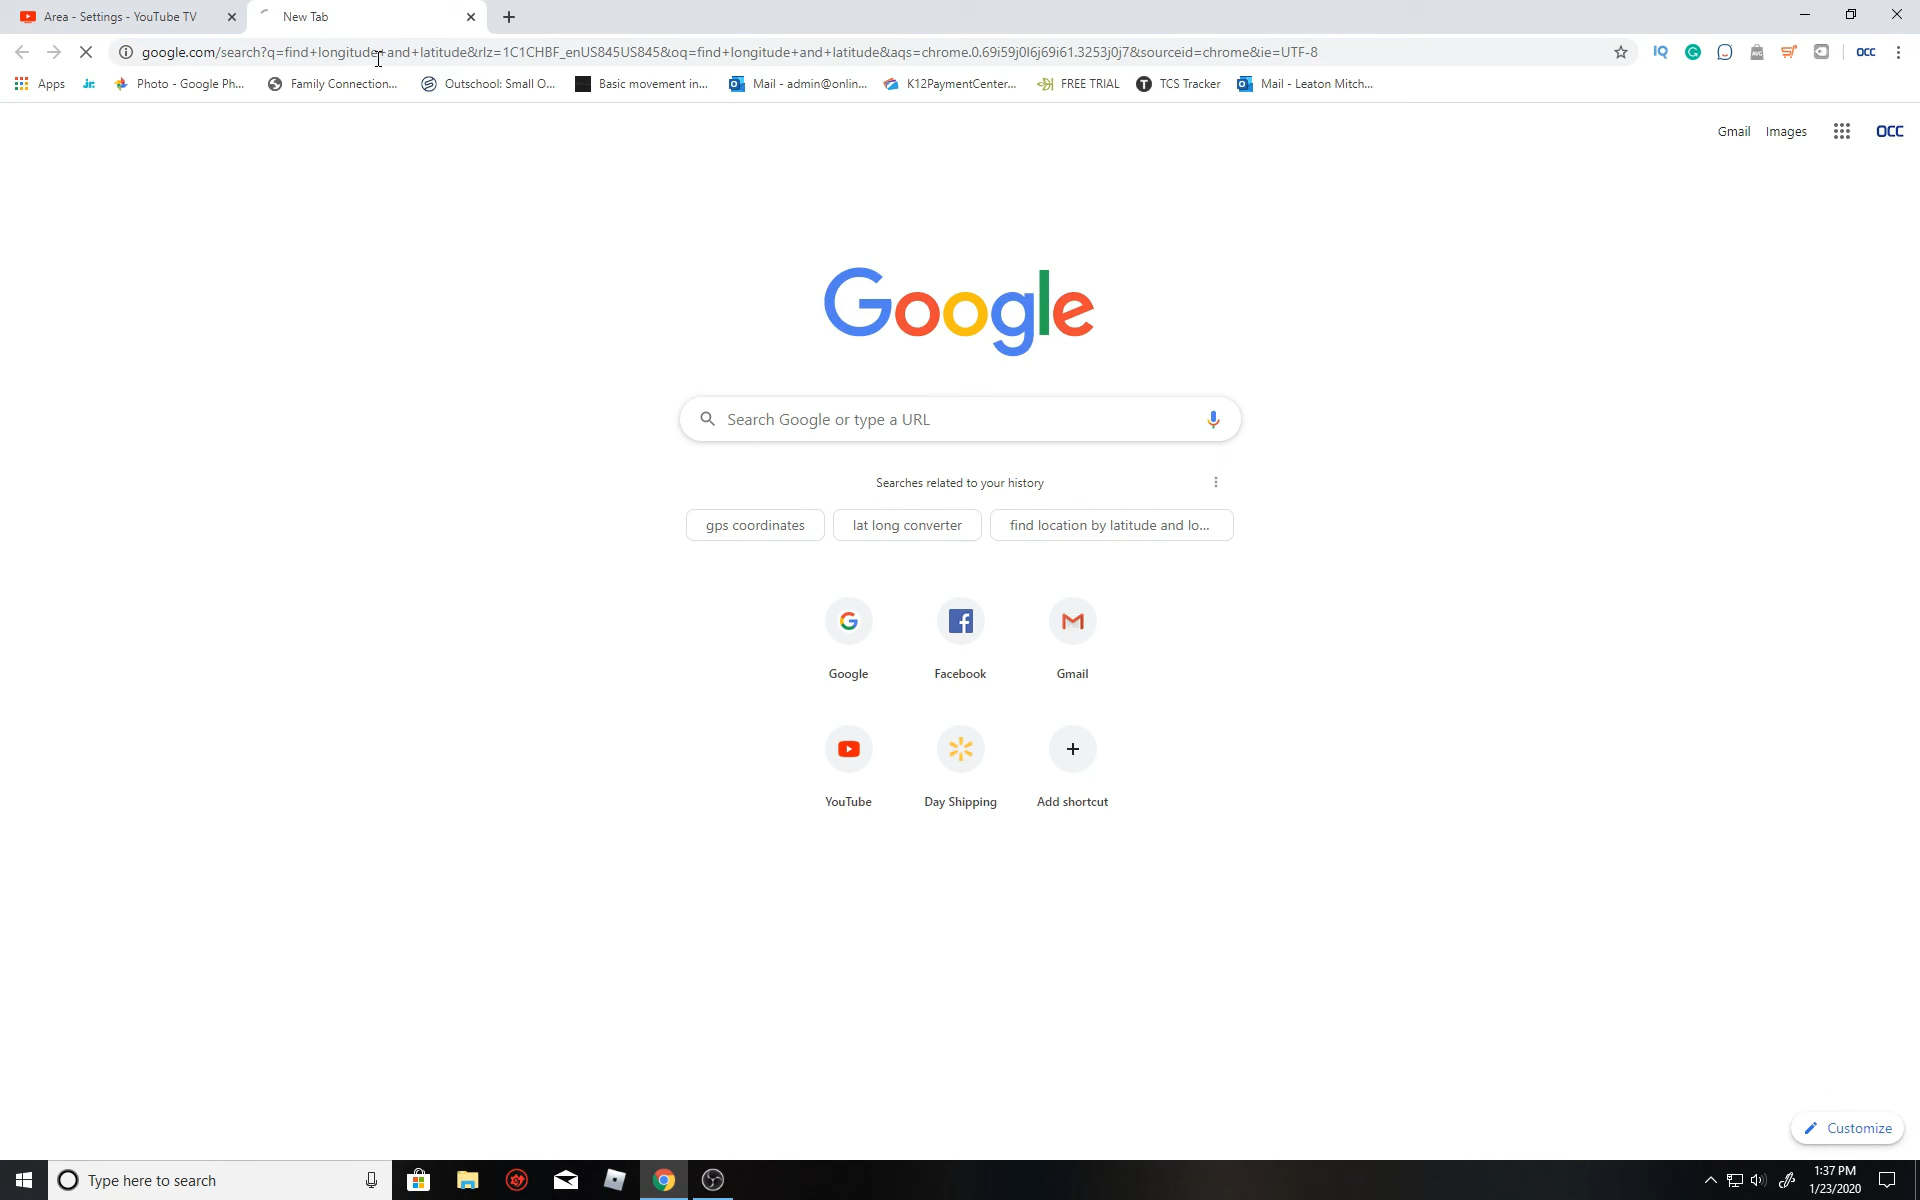 Area - Settings - YouTube TV
New Tab
google.com/search?q=find+longitude+and+latitude&rlz=1C1CHBF_enUS845US845&oq=find+longitude+and+latitude&aqs=chrome.0.69i59j0l6j69i61.3253j0j7&sourceid=chrome&ie=UTF-8
IQ
OCC
Apps
Jr.
Photo - Google Ph...
Family Connection...
Outschool: Small O...
Basic movement in...
Mail - admin@onlin...
K12PaymentCenter...
FREE TRIAL
TCS Tracker
Mail - Leaton Mitch...
Gmail
Images
OCC
Google
Search Google or type a URL
Searches related to your history
gps coordinates
lat long converter
find location by latitude and lo...
Google
Facebook
Gmail
YouTube
Day Shipping
Add shortcut
Customize
Type here to search
1:37 PM
1/23/2020